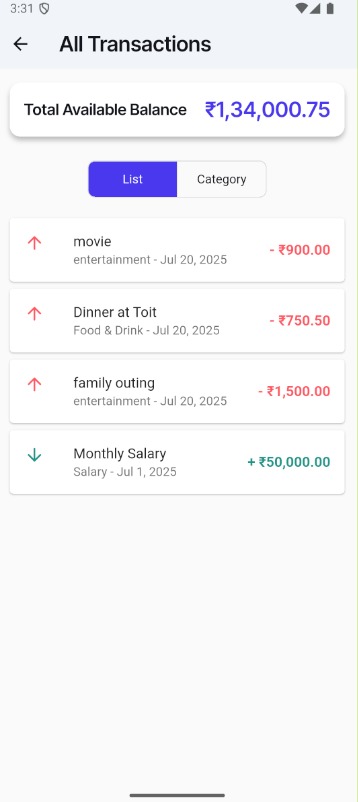 3:31
All Transactions
Total Available Balance ₹1,34,000.75
List Category
movie
entertainment - Jul 20, 2025
- ₹900.00
Dinner at Toit
Food & Drink - Jul 20, 2025
- ₹750.50
family outing
entertainment - Jul 20, 2025
- ₹1,500.00
Monthly Salary
Salary - Jul 1, 2025
+ ₹50,000.00